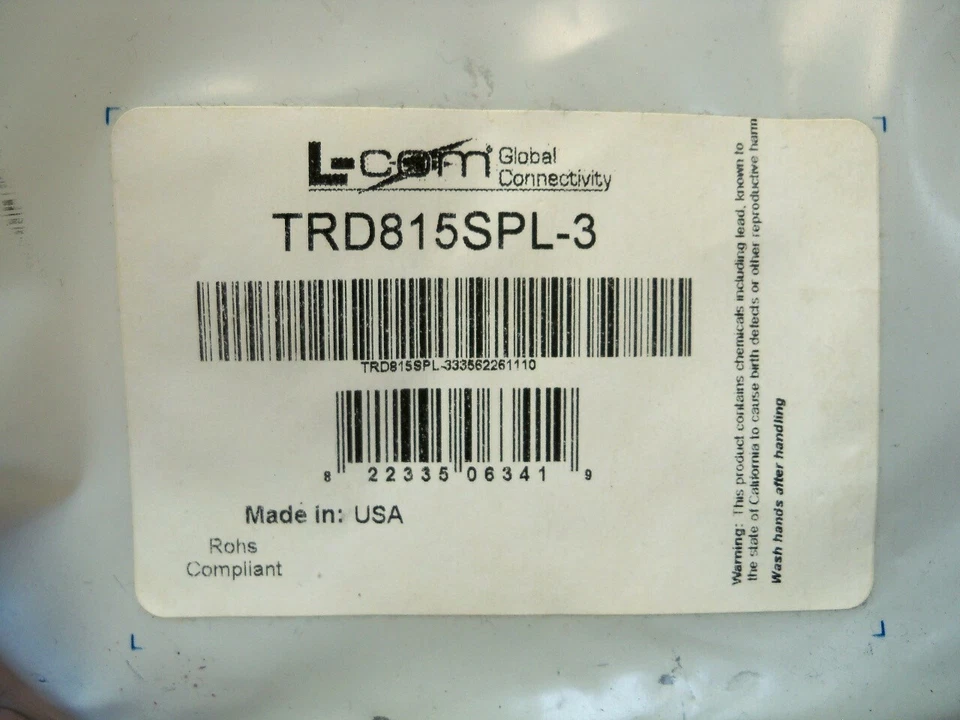 L-com® Global
Connectivity
TRD815SPL-3
TRD815SPL-333562261110
8 22335 06341 9
Made in: USA
Rohs
Compliant
Warning: This product contains chemicals including lead, known to
the state of California to cause birth defects or other reproductive harm
Wash hands after handling